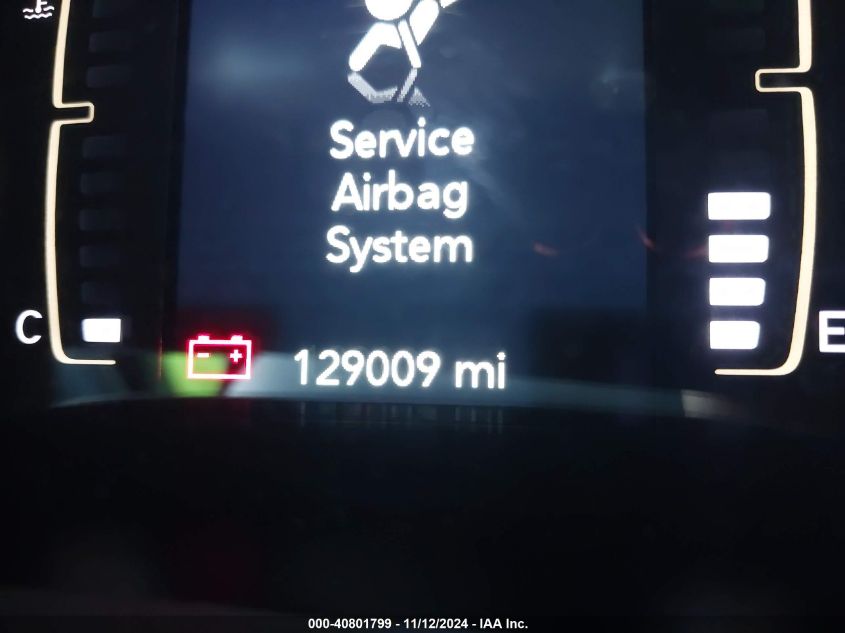 Service
Airbag
System
C
E
- +
129009 mi
000-40801799 - 11/12/2024 - IAA Inc.